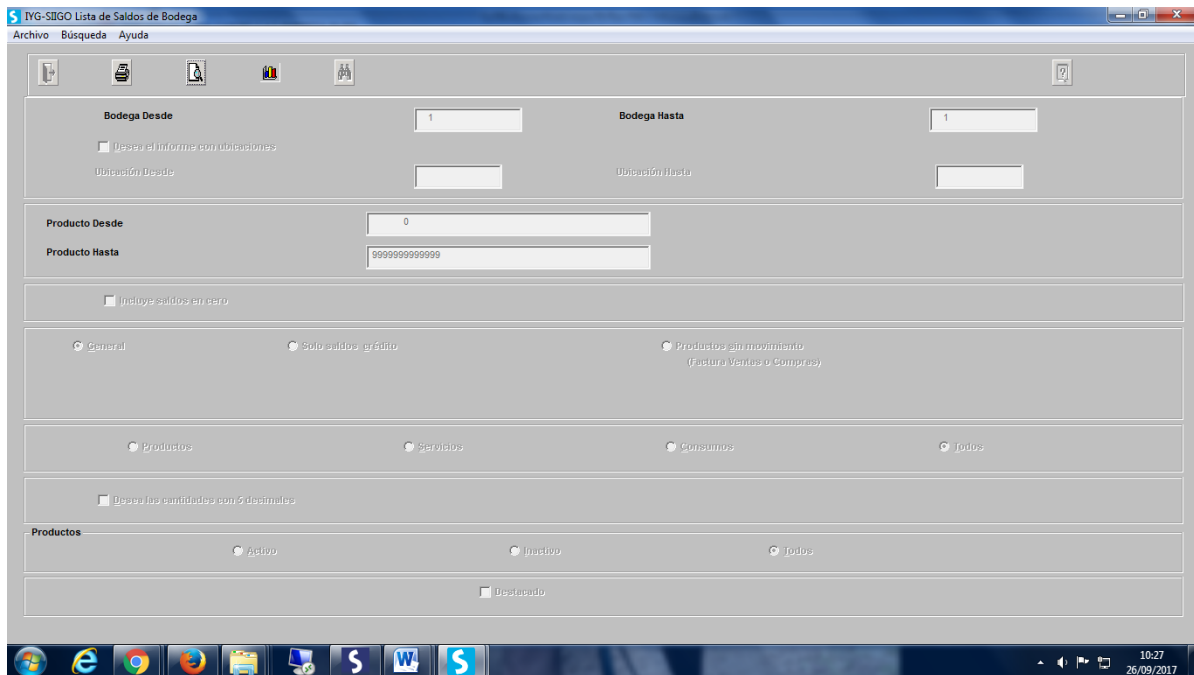 IYG-SIIGO Lista de Saldos de Bodega
Archivo Búsqueda Ayuda
Bodega Desde 1 Bodega Hasta 1
Desea el informe con ubicaciones
Ubicación Desde Ubicación Hasta
Producto Desde 0
Producto Hasta 9999999999999
Incluye saldos en cero
General Solo saldos crédito Productos sin movimiento
(Factura Ventas o Compras)
Productos Servicios Consumos Todos
Desea las cantidades con 5 decimales
Productos
Activo Inactivo Todos
Destacado
10:27
26/09/2017